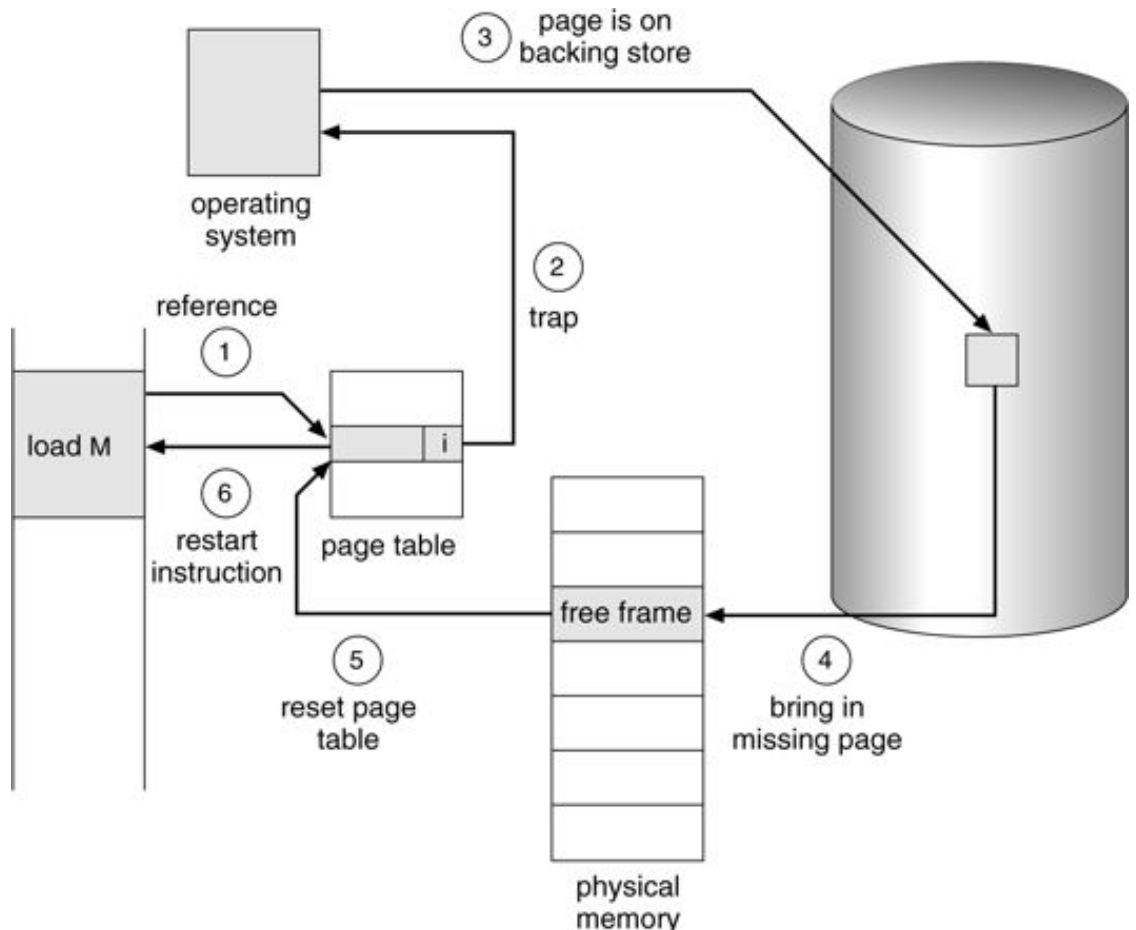 3
page is on
backing store
operating
system
2
trap
reference
1
load M
i
6
restart
instruction
page table
free frame
5
reset page
table
4
bring in
missing page
physical
memory